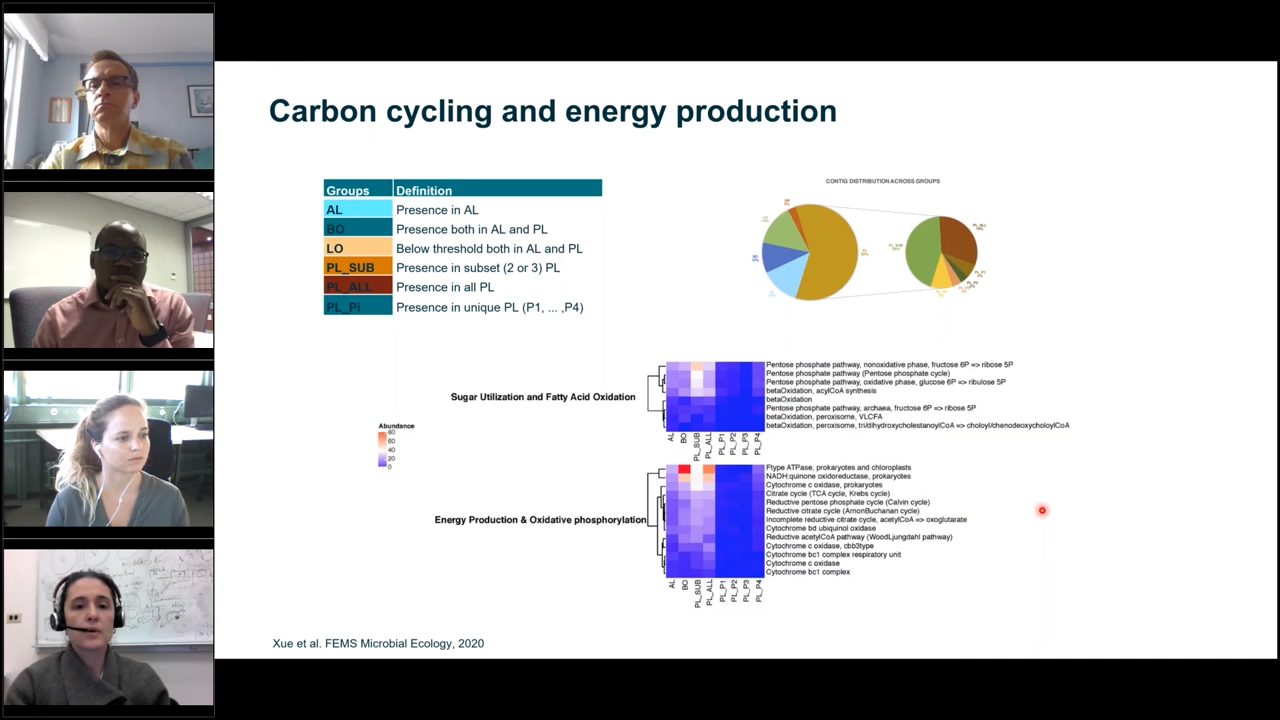 Carbon cycling and energy production
Groups Definition
AL Presence in AL
BO Presence both in AL and PL
LO Below threshold both in AL and PL
PL_SUB Presence in subset (2 or 3) PL
PL_ALL Presence in all PL
PL_Pi Presence in unique PL (P1, ... ,P4)
CONTIG DISTRIBUTION ACROSS GROUPS
PL_ALL
PL_SUB
Sugar Utilization and Fatty Acid Oxidation
Pentose phosphate pathway, nonoxidative phase, fructose 6P => ribose 5P
Pentose phosphate pathway (Pentose phosphate cycle)
Pentose phosphate pathway, oxidative phase, glucose 6P => ribulose 5P
betaOxidation, acylCoA synthesis
betaOxidation
Pentose phosphate pathway, archaea, fructose 6P => ribose 5P
betaOxidation, peroxisome, VLCFA
betaOxidation, peroxisome, tri/dihydroxycholestanoylCoA => choloyl/chenodeoxycholoylCoA
AL BO PL_SUB PL_ALL PL_P1 PL_P2 PL_P3 PL_P4
Abundance
80
60
40
20
0
Energy Production & Oxidative phosphorylation
Ftype ATPase, prokaryotes and chloroplasts
NADH:quinone oxidoreductase, prokaryotes
Cytochrome c oxidase, prokaryotes
Citrate cycle (TCA cycle, Krebs cycle)
Reductive pentose phosphate cycle (Calvin cycle)
Reductive citrate cycle (ArnonBuchanan cycle)
Incomplete reductive citrate cycle, acetylCoA => oxoglutarate
Cytochrome bd ubiquinol oxidase
Reductive acetylCoA pathway (WoodLjungdahl pathway)
Cytochrome c oxidase, cbb3type
Cytochrome bc1 complex respiratory unit
Cytochrome c oxidase
Cytochrome bc1 complex
AL BO PL_SUB PL_ALL PL_P1 PL_P2 PL_P3 PL_P4
Xue et al. FEMS Microbial Ecology, 2020